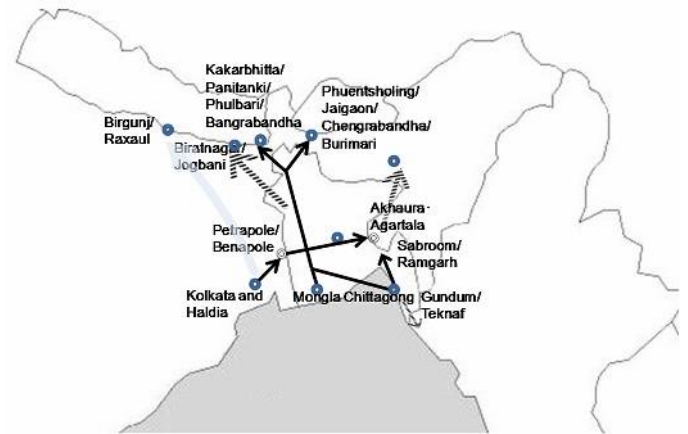 Kakarbhitta/
Panitanki/
Phulbari/
Bangrabandha
Phuentsholing/
Jaigaon/
Chengrabandha/
Burimari
Birgunj/
Raxaul
Biratnagar/
Jogbani
Akhaura-
Agartala
Petrapole/
Benapole
Sabroom/
Ramgarh
Kolkata and
Haldia
Mongla
Chittagong
Gundum/
Teknaf